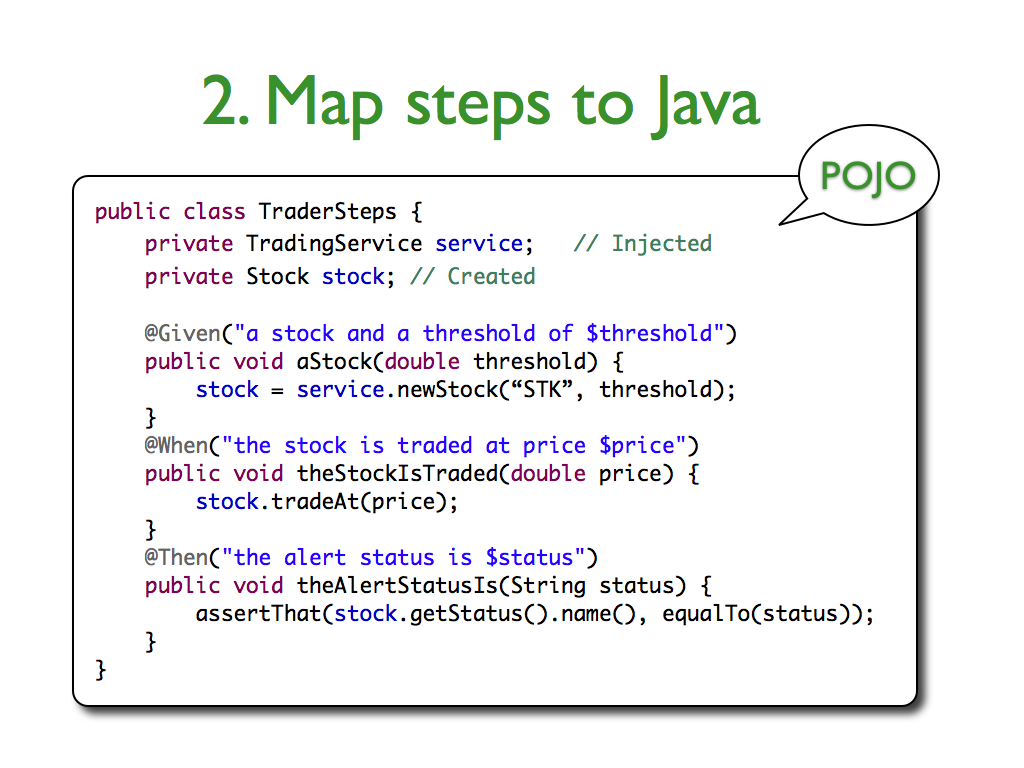 2. Map steps to Java
POJO
public class TraderSteps {
    private TradingService service;   // Injected
    private Stock stock; // Created
    @Given("a stock and a threshold of $threshold")
    public void aStock(double threshold) {
        stock = service.newStock(“STK”, threshold);
    }
    @When("the stock is traded at price $price")
    public void theStockIsTraded(double price) {
        stock.tradeAt(price);
    }
    @Then("the alert status is $status")
    public void theAlertStatusIs(String status) {
        assertThat(stock.getStatus().name(), equalTo(status));
    }
}